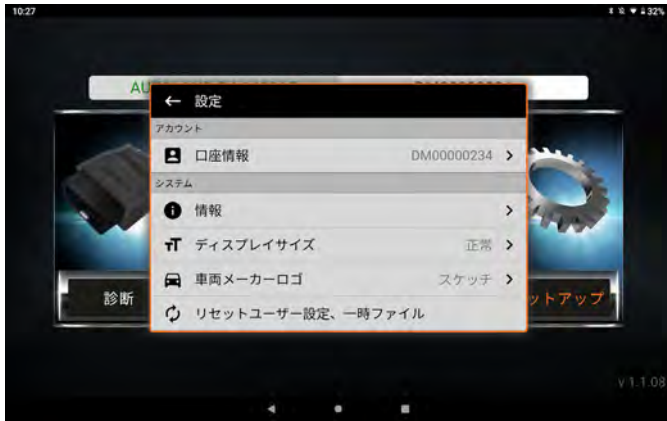 10:27
32%
← 設定
アカウント
口座情報 DM00000234 >
システム
情報 >
ディスプレイサイズ 正常 >
車両メーカーロゴ スケッチ >
リセットユーザー設定、一時ファイル
診断
ットアップ
v 1.1.08